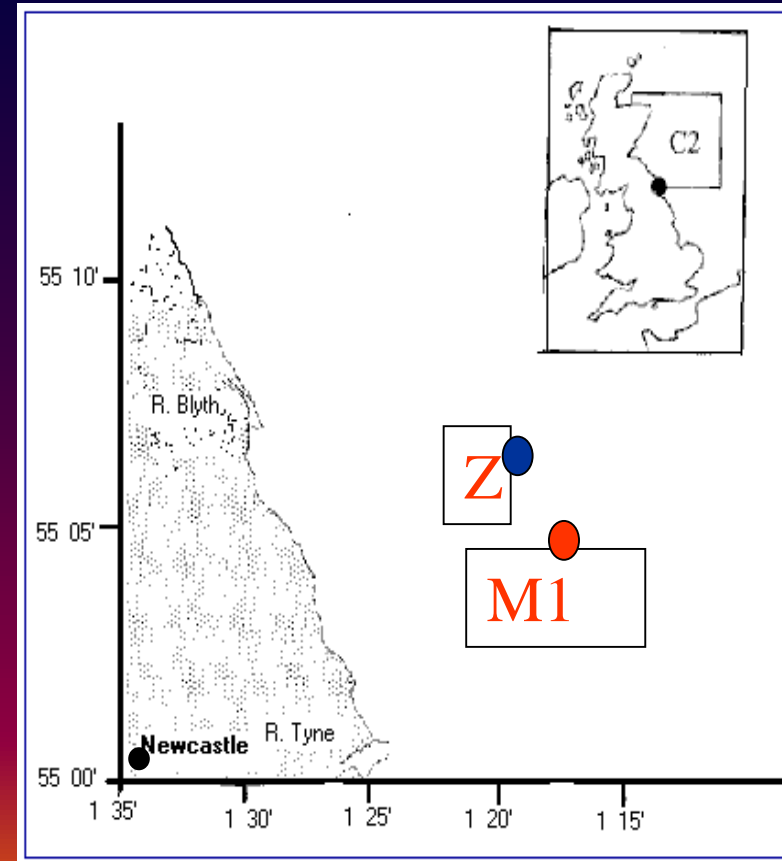 C2
55 10'
R. Blyth
Z
55 05'
M1
R. Tyne
Newcastle
55 00'
1 35'
1 30'
1 25'
1 20'
1 15'